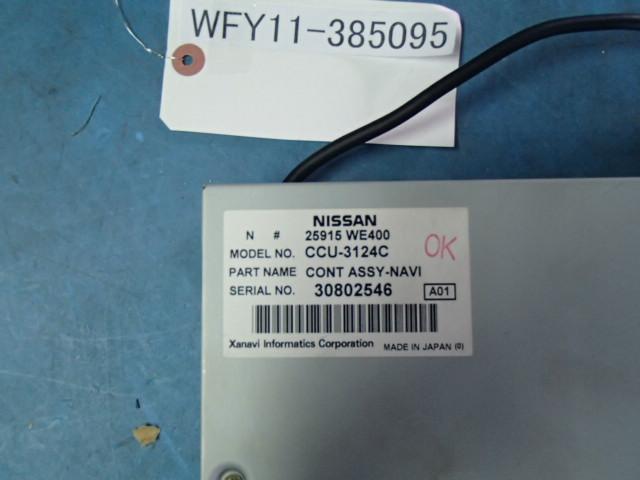 WFY11-385095
NISSAN
N # 25915 WE400
MODEL NO. CCU-3124C
OK
PART NAME CONT ASSY-NAVI
SERIAL NO. 30802546 A01
Xanavi Informatics Corporation MADE IN JAPAN (0)